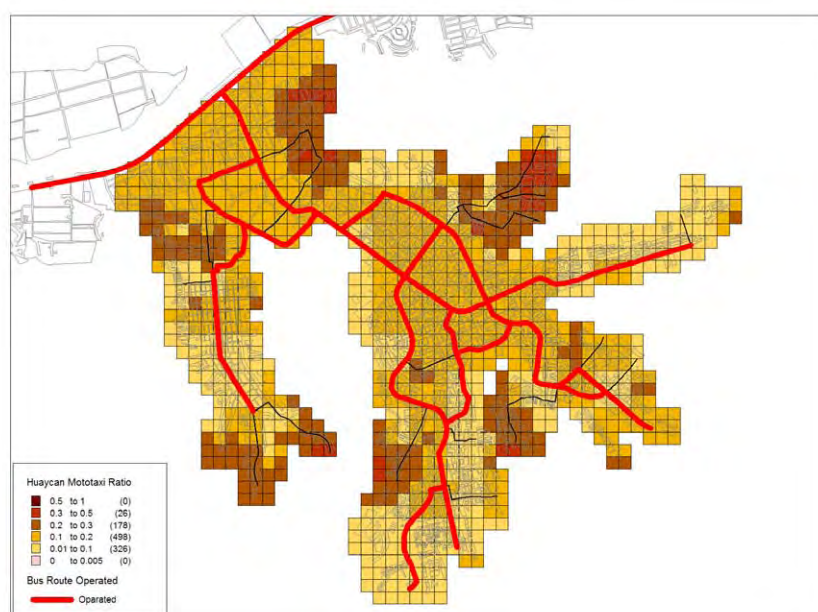 Huaycan Mototaxi Ratio
0.5 to 1 (0)
0.3 to 0.5 (26)
0.2 to 0.3 (178)
0.1 to 0.2 (498)
0.01 to 0.1 (326)
0 to 0.005 (0)
Bus Route Operated
Oparated